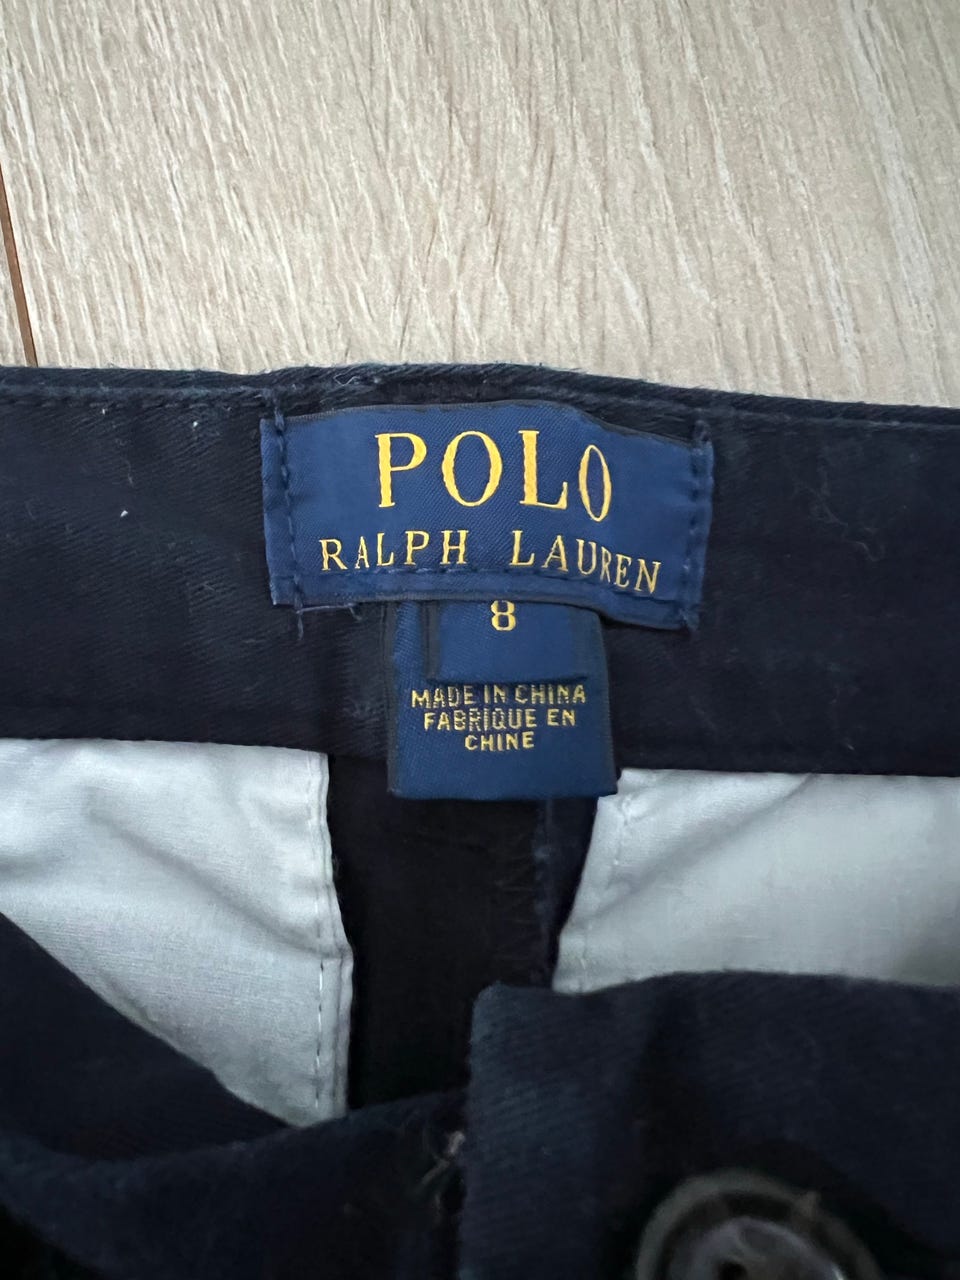 POLO
RALPH LAUREN
8
MADE IN CHINA
FABRIQUE EN
CHINE